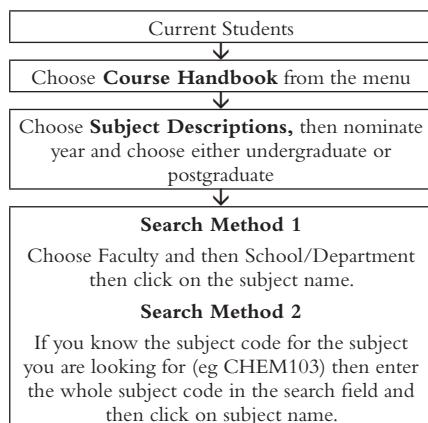 Current Students
Choose Course Handbook from the menu
Choose Subject Descriptions, then nominate
year and choose either undergraduate or
postgraduate
Search Method 1
Choose Faculty and then School/Department
then click on the subject name.
Search Method 2
If you know the subject code for the subject
you are looking for (eg CHEM103) then enter
the whole subject code in the search field and
then click on subject name.